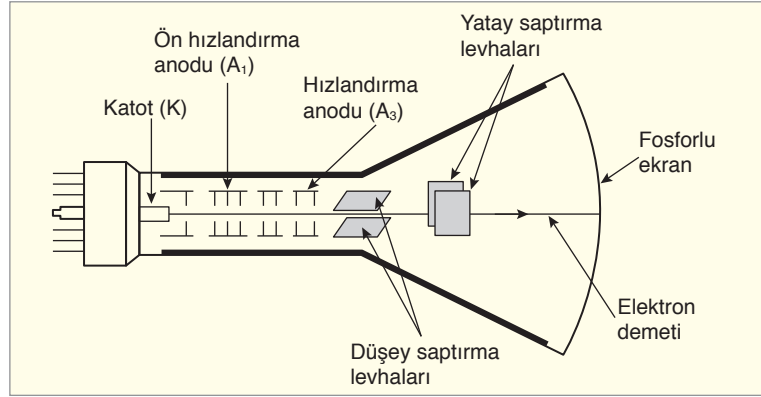 Yatay saptırma
levhaları
Ön hızlandırma
anodu (A₁)
Hızlandırma
anodu (A₃)
Katot (K)
Fosforlu
ekran
Elektron
demeti
Düşey saptırma
levhaları